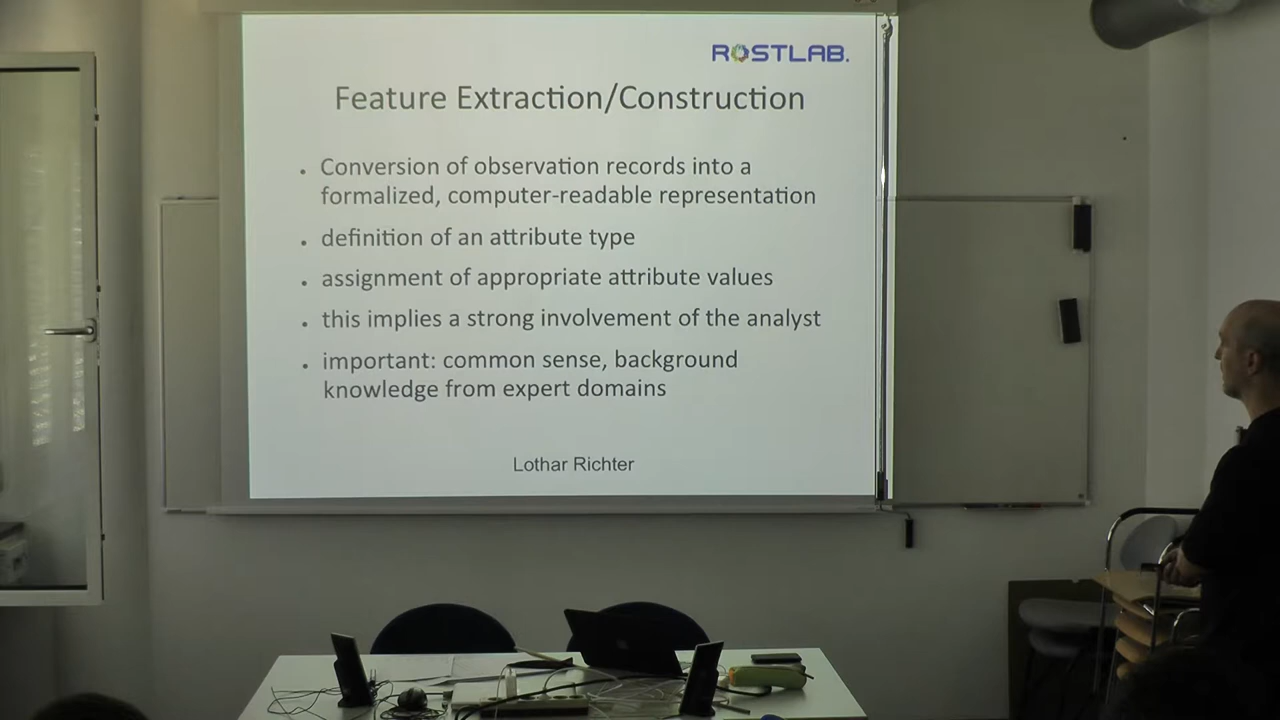 ROSTLAB.
Feature Extraction/Construction
• Conversion of observation records into a
formalized, computer-readable representation
• definition of an attribute type
• assignment of appropriate attribute values
• this implies a strong involvement of the analyst
• important: common sense, background
knowledge from expert domains
Lothar Richter